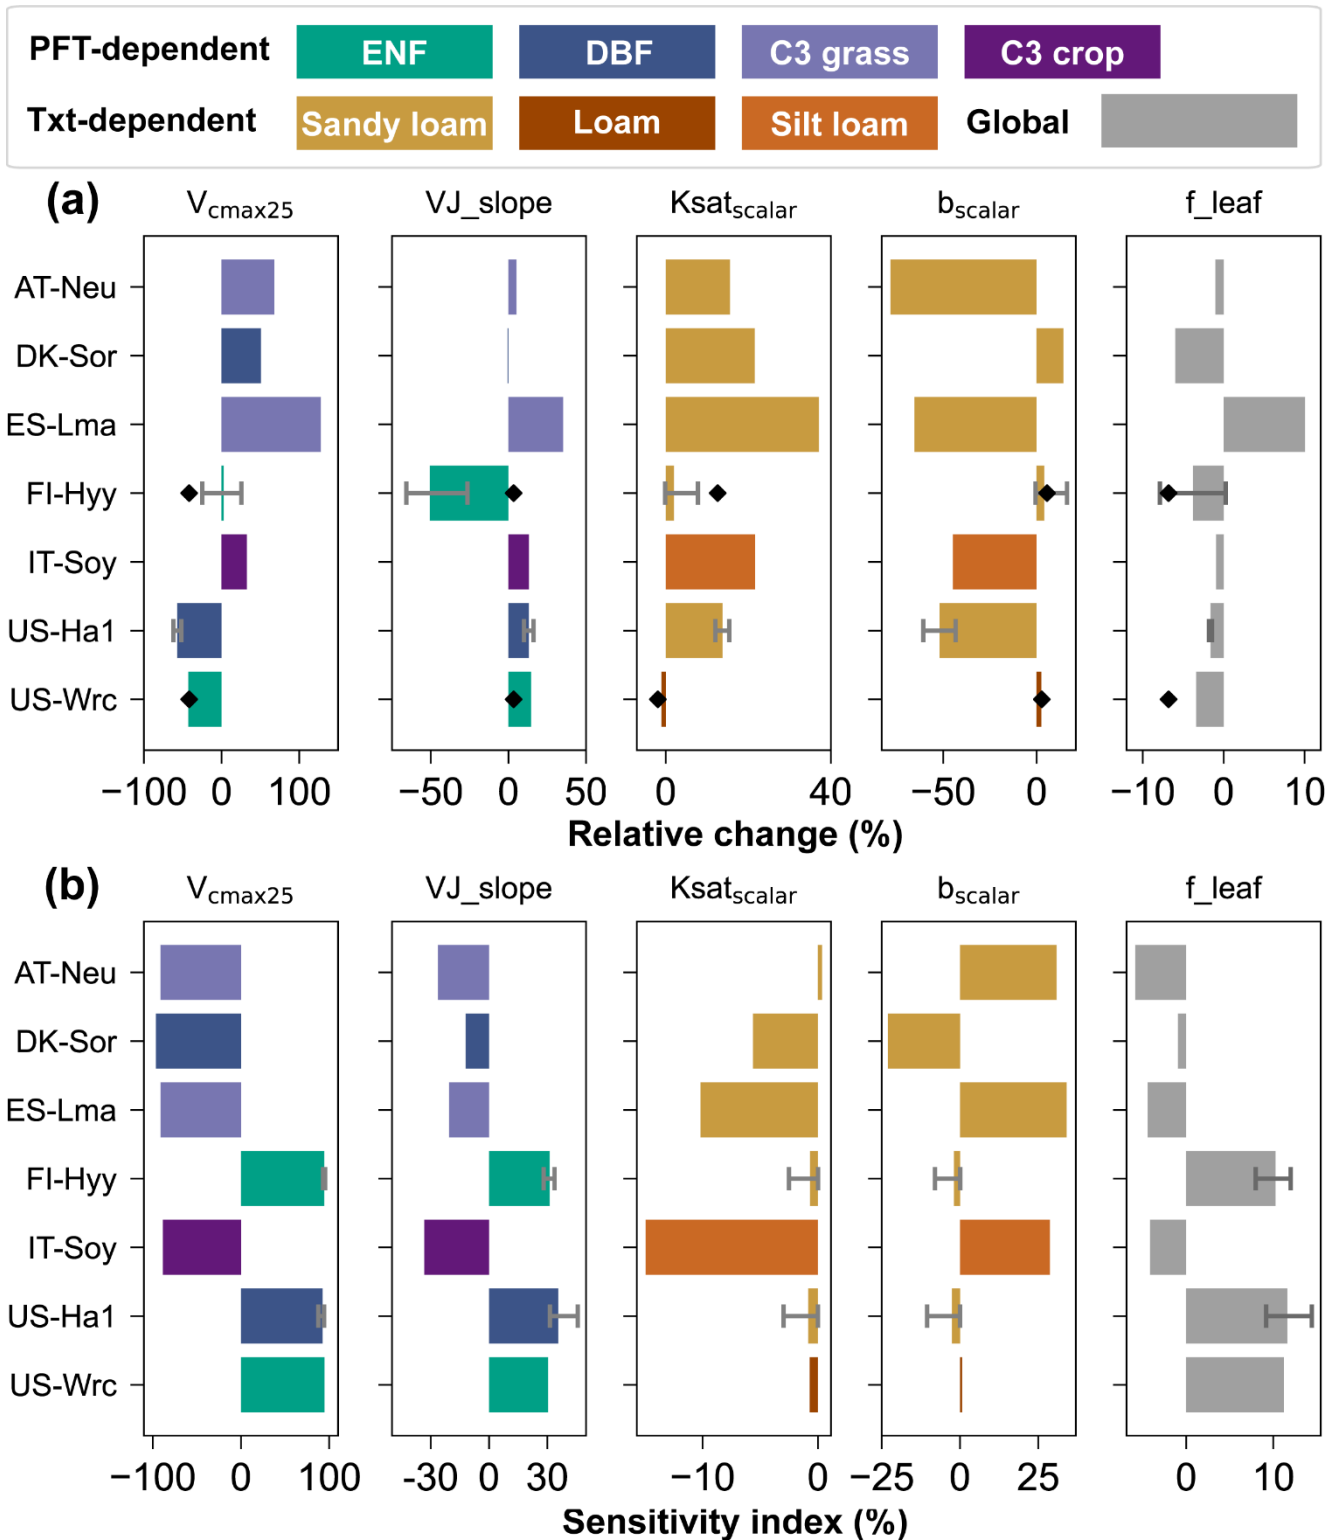 PFT-dependent ENF DBF C3 grass C3 crop
Txt-dependent Sandy loam Loam Silt loam Global
(a) Vcmax25 VJ_slope Ksatscalar bscalar f_leaf
AT-Neu
DK-Sor
ES-Lma
FI-Hyy
IT-Soy
US-Ha1
US-Wrc
−100 0 100 −50 0 50 0 40 −50 0 −10 0 10
Relative change (%)
(b) Vcmax25 VJ_slope Ksatscalar bscalar f_leaf
AT-Neu
DK-Sor
ES-Lma
FI-Hyy
IT-Soy
US-Ha1
US-Wrc
−100 0 100 -30 0 30 −10 0 −25 0 25 0 10
Sensitivity index (%)